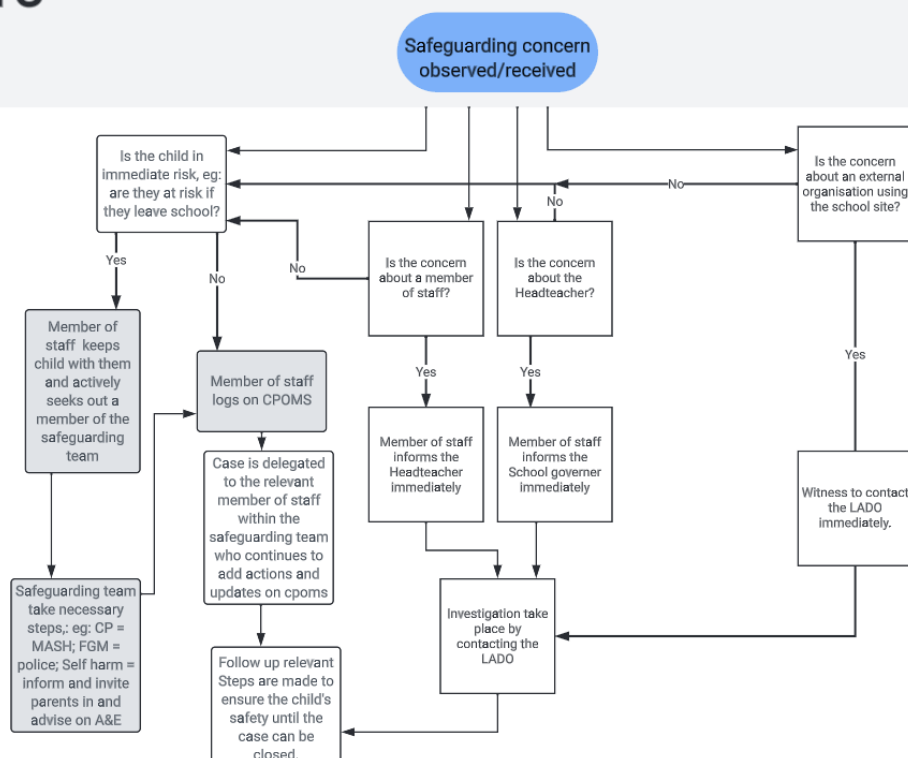 Safeguarding concern
observed/received
Is the child in
immediate risk, eg:
are they at risk if
they leave school?
Is the concern
about an external
organisation using
the school site?
No
No
No
Yes
No
Is the concern
about a member
of staff?
Is the concern
about the
Headteacher?
Member of
staff keeps
child with them
and actively
seeks out a
member of the
safeguarding
team
Member of staff
logs on CPOMS
Yes
Yes
Yes
Member of staff
informs the
Headteacher
immediately
Member of staff
informs the
School governer
immediately
Case is delegated
to the relevant
member of staff
within the
safeguarding team
who continues to
add actions and
updates on cpoms
Witness to contact
the LADO
immediately.
Safeguarding team
take necessary
steps,: eg: CP =
MASH; FGM =
police; Self harm =
inform and invite
parents in and
advise on A&E
Investigation take
place by
contacting the
LADO
Follow up relevant
Steps are made to
ensure the child's
safety until the
case can be
closed.